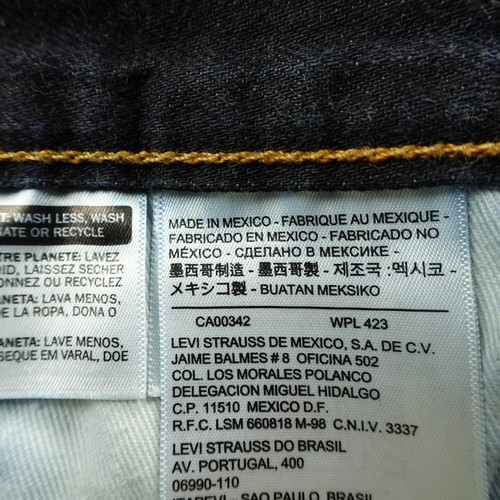 T: WASH LESS, WASH
ATE OR RECYCLE
TRE PLANETE: LAVEZ
ID, LAISSEZ SECHER
ONNEZ OU RECYCLEZ
ANETA: LAVA MENOS,
DE LA ROPA, DONA O
ANETA: LAVE MENOS,
SEQUE EM VARAL, DOE
MADE IN MEXICO - FABRIQUE AU MEXIQUE -
FABRICADO EN MEXICO - FABRICADO NO
MÉXICO - СДЕЛАНО В МЕКСИКЕ -
墨西哥制造 - 墨西哥製 - 제조국 :멕시코 -
メキシコ製 - BUATAN MEKSIKO
CA00342 WPL 423
LEVI STRAUSS DE MEXICO, S.A. DE C.V.
JAIME BALMES # 8 OFICINA 502
COL. LOS MORALES POLANCO
DELEGACION MIGUEL HIDALGO
C.P. 11510 MEXICO D.F.
R.F.C. LSM 660818 M-98 C.N.I.V. 3337
LEVI STRAUSS DO BRASIL
AV. PORTUGAL, 400
06990-110
ITAPEVI - SAO PAULO, BRASIL